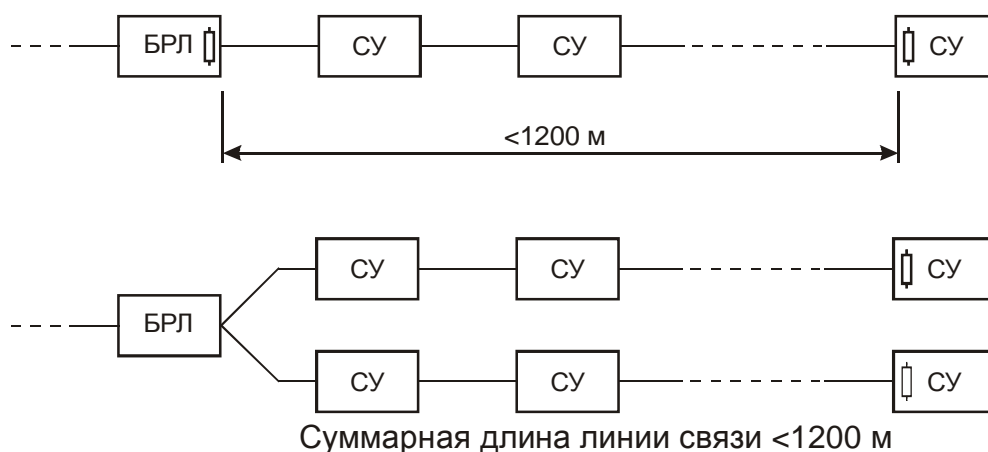 БРЛ СУ СУ СУ
<1200 м
СУ СУ СУ
БРЛ
СУ СУ СУ
Суммарная длина линии связи <1200 м